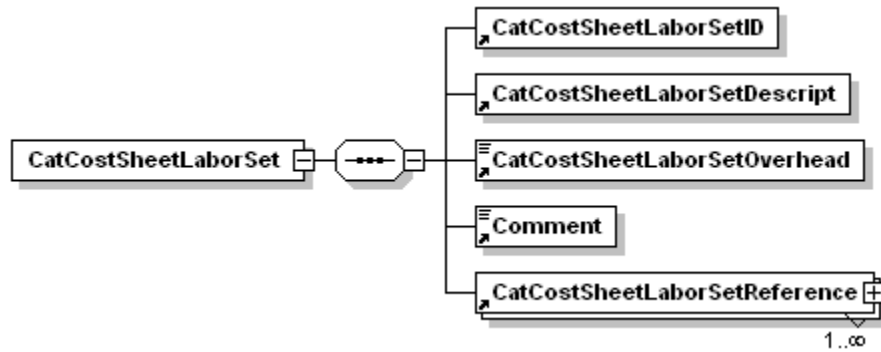 CatCostSheetLaborSetID
CatCostSheetLaborSetDescript
CatCostSheetLaborSet
CatCostSheetLaborSetOverhead
Comment
CatCostSheetLaborSetReference
1..∞